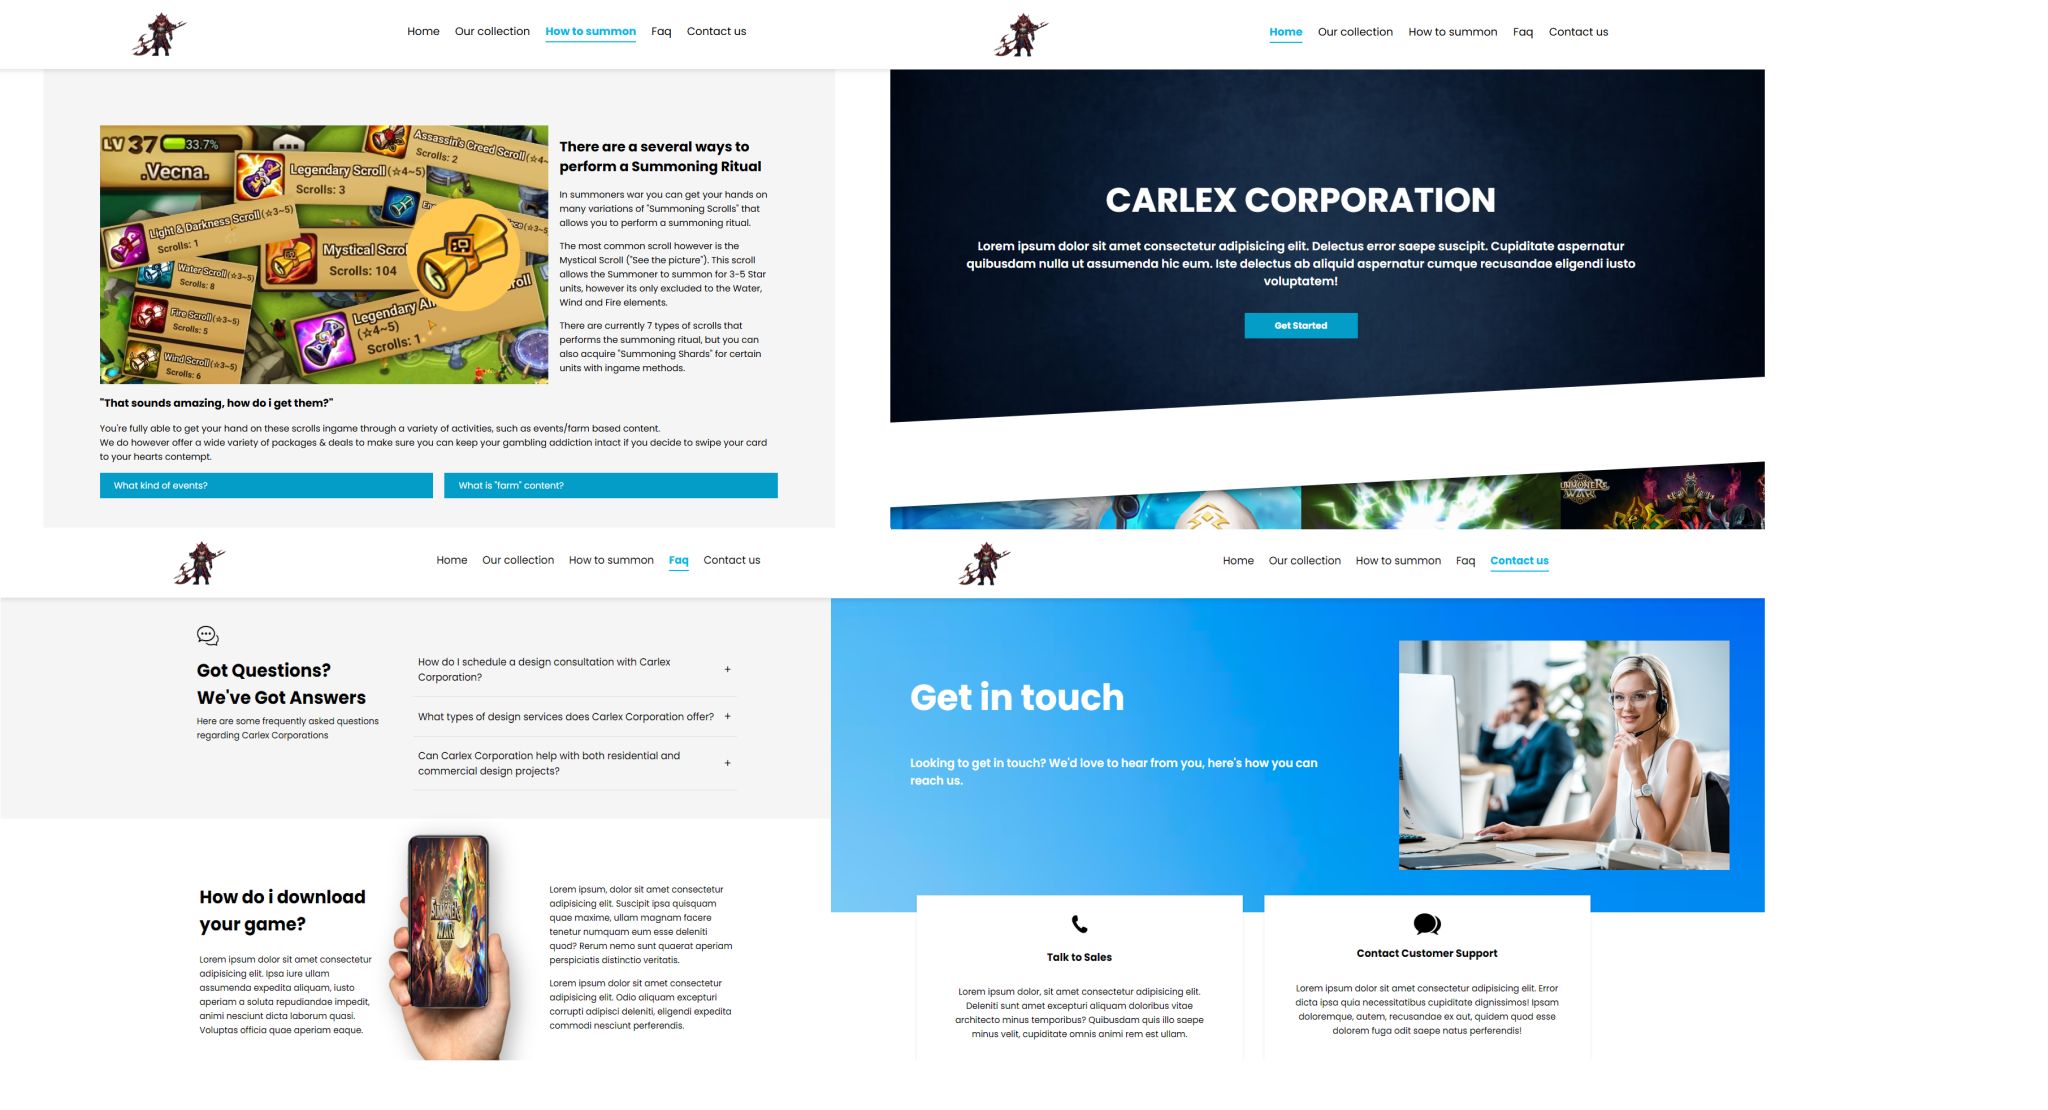 Home Our collection How to summon Faq Contact us
LV 37 33.7%
.Vecna.
Assassin's Creed Scroll (☆4~
Scrolls: 2
Legendary Scroll (☆4~5)
Scrolls: 3
Light & Darkness Scroll (☆3~5)
Scrolls: 1
Mystical Scrol
Scrolls: 104
Water Scroll (☆3~5)
Scrolls: 8
Fire Scroll (☆3~5)
Scrolls: 5
Wind Scroll (☆3~5)
Scrolls: 6
Legendary
(☆4~5)
Scrolls: 1
There are a several ways to
perform a Summoning Ritual
In summoners war you can get your hands on
many variations of "Summoning Scrolls" that
allows you to perform a summoning ritual.
The most common scroll however is the
Mystical Scroll ("See the picture"). This scroll
allows the Summoner to summon for 3-5 Star
units, however its only excluded to the Water,
Wind and Fire elements.
There are currently 7 types of scrolls that
performs the summoning ritual, but you can
also acquire "Summoning Shards" for certain
units with ingame methods.
"That sounds amazing, how do i get them?"
You're fully able to get your hand on these scrolls ingame through a variety of activities, such as events/farm based content.
We do however offer a wide variety of packages & deals to make sure you can keep your gambling addiction intact if you decide to swipe your card
to your hearts contempt.
What kind of events?
What is "farm" content?
Home Our collection How to summon Faq Contact us
CARLEX CORPORATION
Lorem ipsum dolor sit amet consectetur adipisicing elit. Delectus error saepe suscipit. Cupiditate aspernatur
quibusdam nulla ut assumenda hic eum. Iste delectus ab aliquid aspernatur cumque recusandae eligendi iusto
voluptatem!
Get Started
WAR
Home Our collection How to summon Faq Contact us
Got Questions?
We've Got Answers
Here are some frequently asked questions
regarding Carlex Corporations
How do I schedule a design consultation with Carlex
Corporation? +
What types of design services does Carlex Corporation offer? +
Can Carlex Corporation help with both residential and
commercial design projects? +
How do i download
your game?
Lorem ipsum dolor sit amet consectetur
adipisicing elit. Ipsa iure ullam
assumenda expedita aliquam, iusto
aperiam a soluta repudiandae impedit,
animi nesciunt dicta laborum quasi.
Voluptas officia quae aperiam eaque.
Summoners
WAR
Lorem ipsum, dolor sit amet consectetur
adipisicing elit. Suscipit ipsa quisquam
quae maxime, ullam magnam facere
tenetur numquam eum esse deleniti
quod? Rerum nemo sunt quaerat aperiam
perspiciatis distinctio veritatis.
Lorem ipsum dolor sit amet consectetur
adipisicing elit. Odio aliquam excepturi
corrupti adipisci deleniti, eligendi expedita
commodi nesciunt perferendis.
Home Our collection How to summon Faq Contact us
Get in touch
Looking to get in touch? We'd love to hear from you, here's how you can
reach us.
Talk to Sales
Lorem ipsum dolor, sit amet consectetur adipisicing elit.
Deleniti sunt amet excepturi aliquam doloribus vitae
architecto minus temporibus? Quibusdam quis illo saepe
minus velit, cupiditate omnis animi rem est ullam.
Contact Customer Support
Lorem ipsum dolor sit amet consectetur adipisicing elit. Error
dicta ipsa quia necessitatibus cupiditate dignissimos! Ipsam
doloremque, autem, recusandae ex aut, quidem quod esse
dolorem fuga odit saepe natus perferendis!